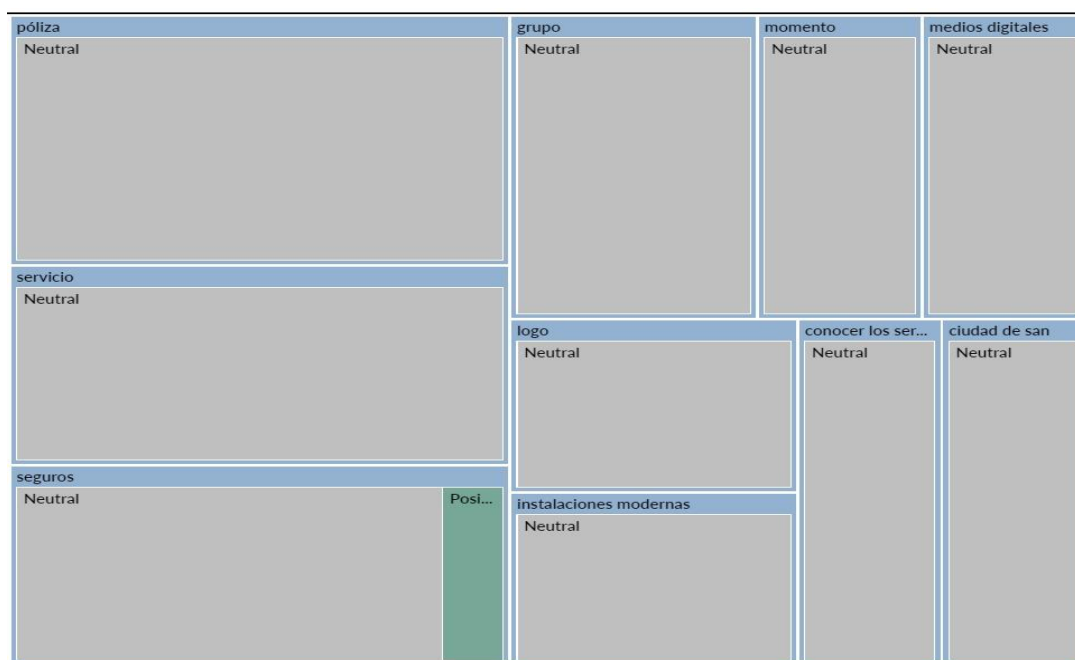 póliza
Neutral
grupo
Neutral
momento
Neutral
medios digitales
Neutral
servicio
Neutral
logo
Neutral
conocer los ser...
Neutral
ciudad de san
Neutral
seguros
Neutral
Posi...
instalaciones modernas
Neutral